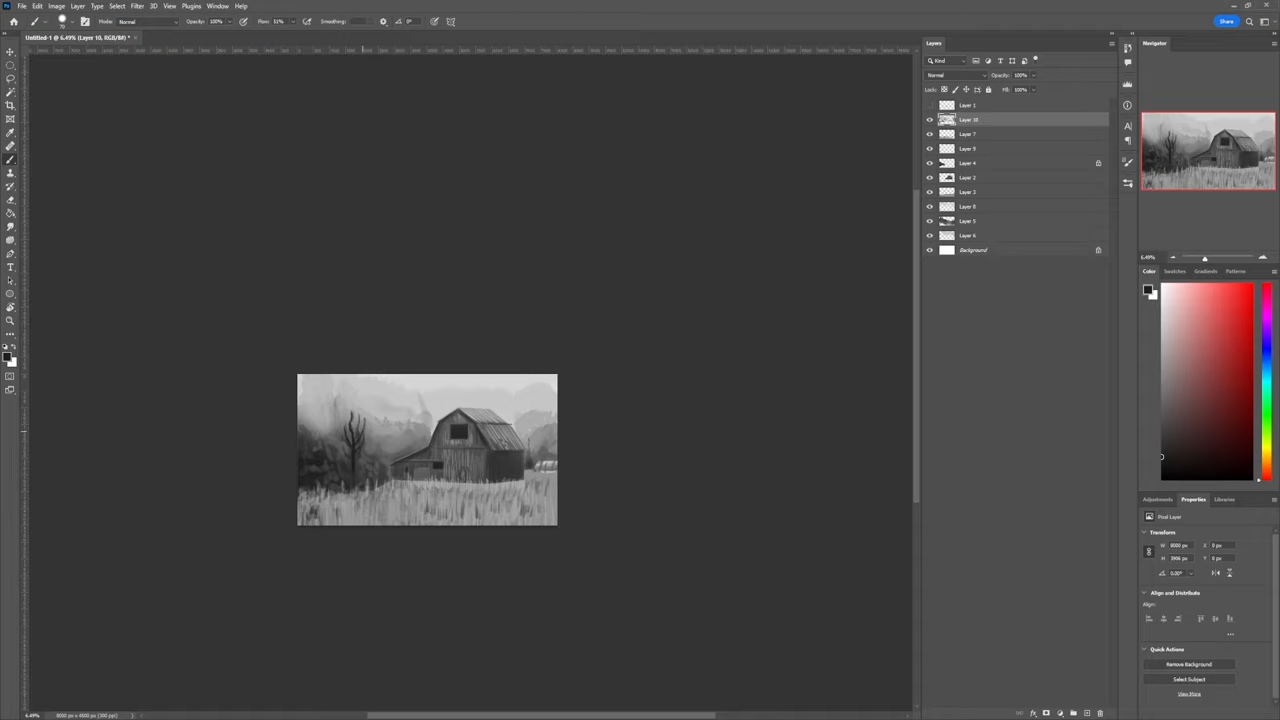 File Edit Image Layer Type Select Filter 3D View Plugins Window Help
70 Mode: Normal Opacity: 100% Flow: 51% Smoothing: 0° Share
Untitled-1 @ 6.49% (Layer 10, RGB/8#) *
Layers
Kind
Normal Opacity: 100%
Lock: Fill: 100%
Layer 1
Layer 10
Layer 7
Layer 9
Layer 4
Layer 2
Layer 3
Layer 8
Layer 5
Layer 6
Background
Navigator
6.49%
Color Swatches Gradients Patterns
Adjustments Properties Libraries
Pixel Layer
Transform
W 8000 px X 0 px
H 3906 px Y 0 px
0.00°
Align and Distribute
Align:
Quick Actions
Remove Background
Select Subject
View More
6.49% 8000 px x 4600 px (300 ppi)